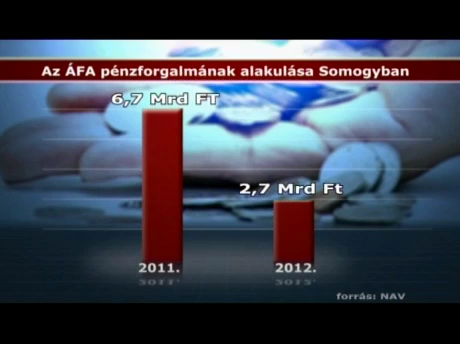 Az ÁFA pénzforgalmának alakulása Somogyban
6,7 Mrd FT
2,7 Mrd Ft
2011.
2012.
forrás: NAV